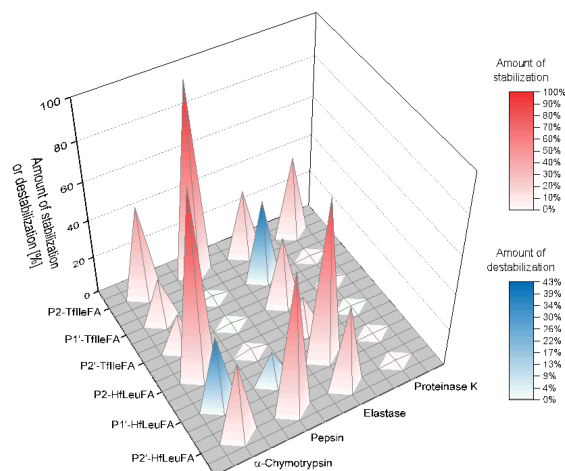 100
80
60
40
20
0
Amount of stabilization
or destabilization [%]
P2-TfIleFA
P1'-TfIleFA
P2'-TfIleFA
P2-HfLeuFA
P1'-HfLeuFA
P2'-HfLeuFA
α-Chymotrypsin
Pepsin
Elastase
Proteinase K
Amount of
stabilization
100%
90%
80%
70%
60%
50%
40%
30%
20%
10%
0%
Amount of
destabilization
43%
39%
34%
30%
26%
22%
17%
13%
9%
4%
0%